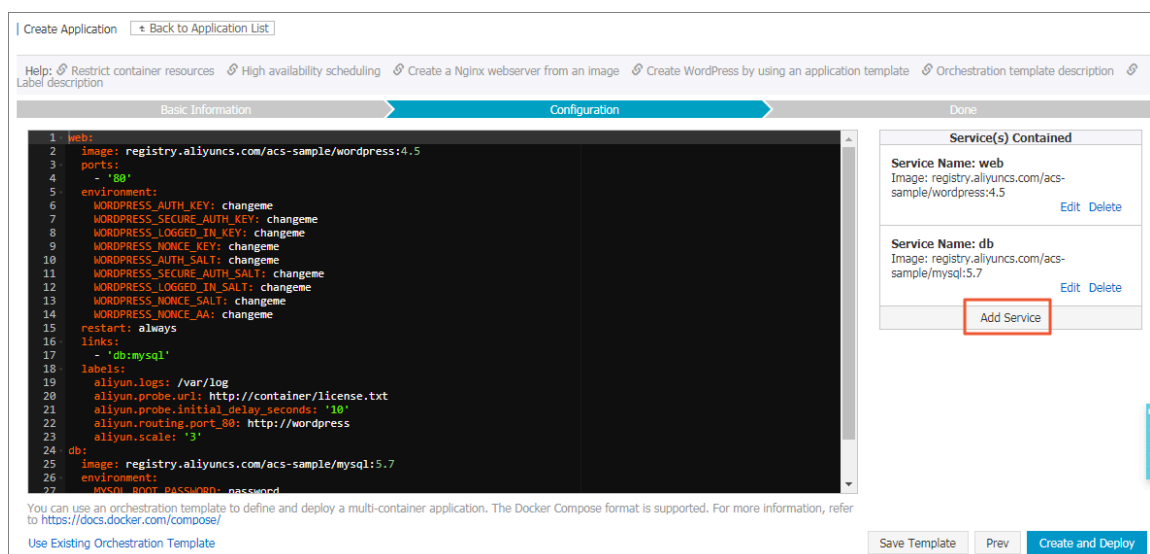 Create Application
Back to Application List
Help: Restrict container resources High availability scheduling Create a Nginx webserver from an image Create WordPress by using an application template Orchestration template description
Label description
Basic Information
Configuration
Done
1 web:
2 image: registry.aliyuncs.com/acs-sample/wordpress:4.5
3 ports:
4 - '80'
5 environment:
6 WORDPRESS_AUTH_KEY: changeme
7 WORDPRESS_SECURE_AUTH_KEY: changeme
8 WORDPRESS_LOGGED_IN_KEY: changeme
9 WORDPRESS_NONCE_KEY: changeme
10 WORDPRESS_AUTH_SALT: changeme
11 WORDPRESS_SECURE_AUTH_SALT: changeme
12 WORDPRESS_LOGGED_IN_SALT: changeme
13 WORDPRESS_NONCE_SALT: changeme
14 WORDPRESS_NONCE_AA: changeme
15 restart: always
16 links:
17 - 'db:mysql'
18 labels:
19 aliyun.logs: /var/log
20 aliyun.probe.url: http://container/license.txt
21 aliyun.probe.initial_delay_seconds: '10'
22 aliyun.routing.port_80: http://wordpress
23 aliyun.scale: '3'
24 db:
25 image: registry.aliyuncs.com/acs-sample/mysql:5.7
26 environment:
27 MYSQL_ROOT_PASSWORD: password
Service(s) Contained
Service Name: web
Image: registry.aliyuncs.com/acs-
sample/wordpress:4.5
Edit Delete
Service Name: db
Image: registry.aliyuncs.com/acs-
sample/mysql:5.7
Edit Delete
Add Service
You can use an orchestration template to define and deploy a multi-container application. The Docker Compose format is supported. For more information, refer
to https://docs.docker.com/compose/
Use Existing Orchestration Template
Save Template
Prev
Create and Deploy